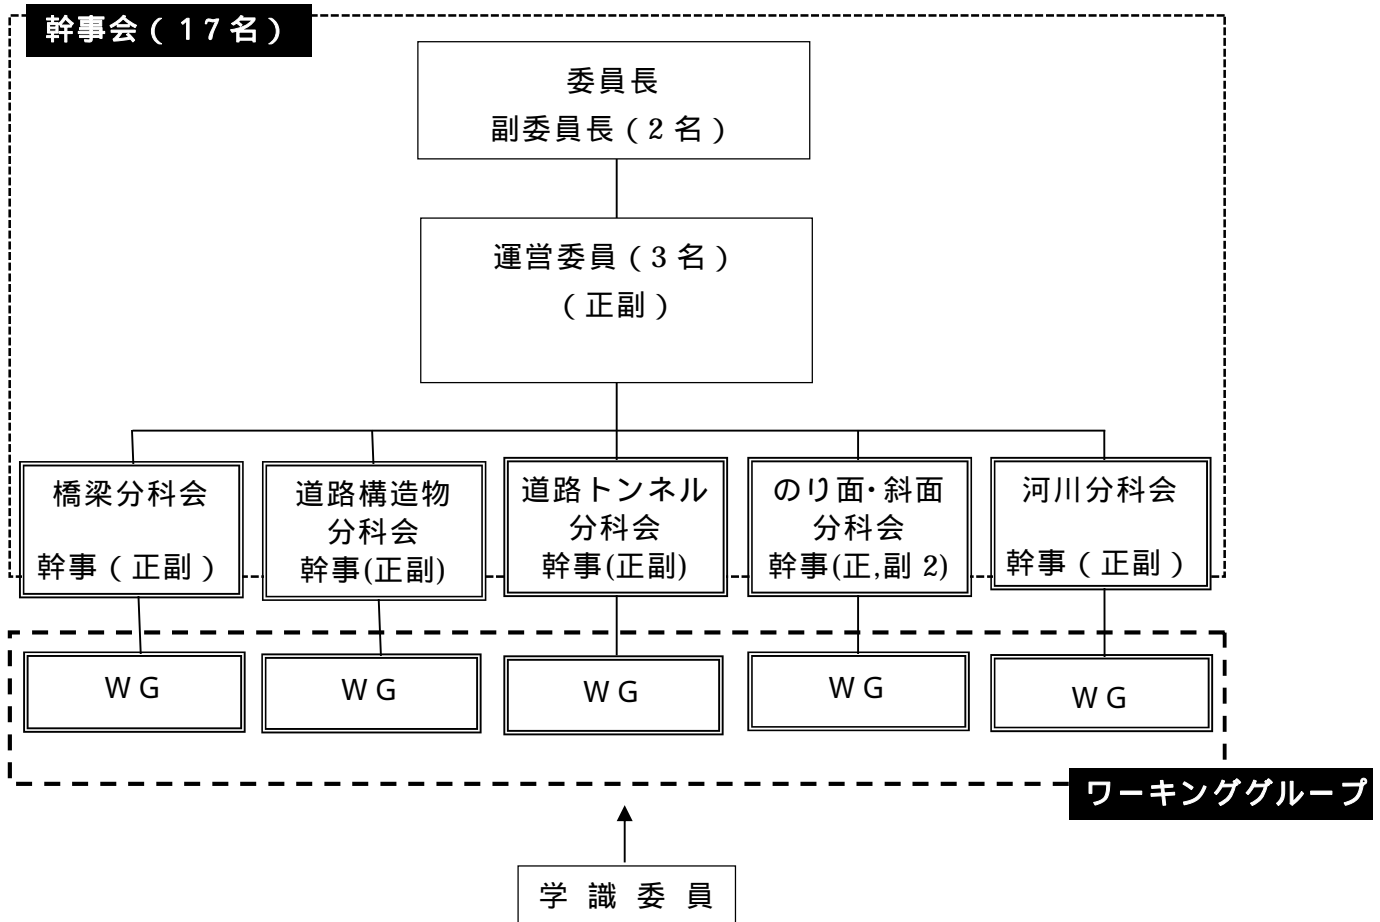 幹事会（１７名）
委員長
副委員長（２名）
運営委員（３名）
（正副）
橋梁分科会
幹事（正副）
道路構造物
分科会
幹事(正副)
道路トンネル
分科会
幹事(正副)
のり面・斜面
分科会
幹事(正,副 2)
河川分科会
幹事（正副）
ＷＧ
ＷＧ
ＷＧ
ＷＧ
ＷＧ
ワーキンググループ
学 識 委 員